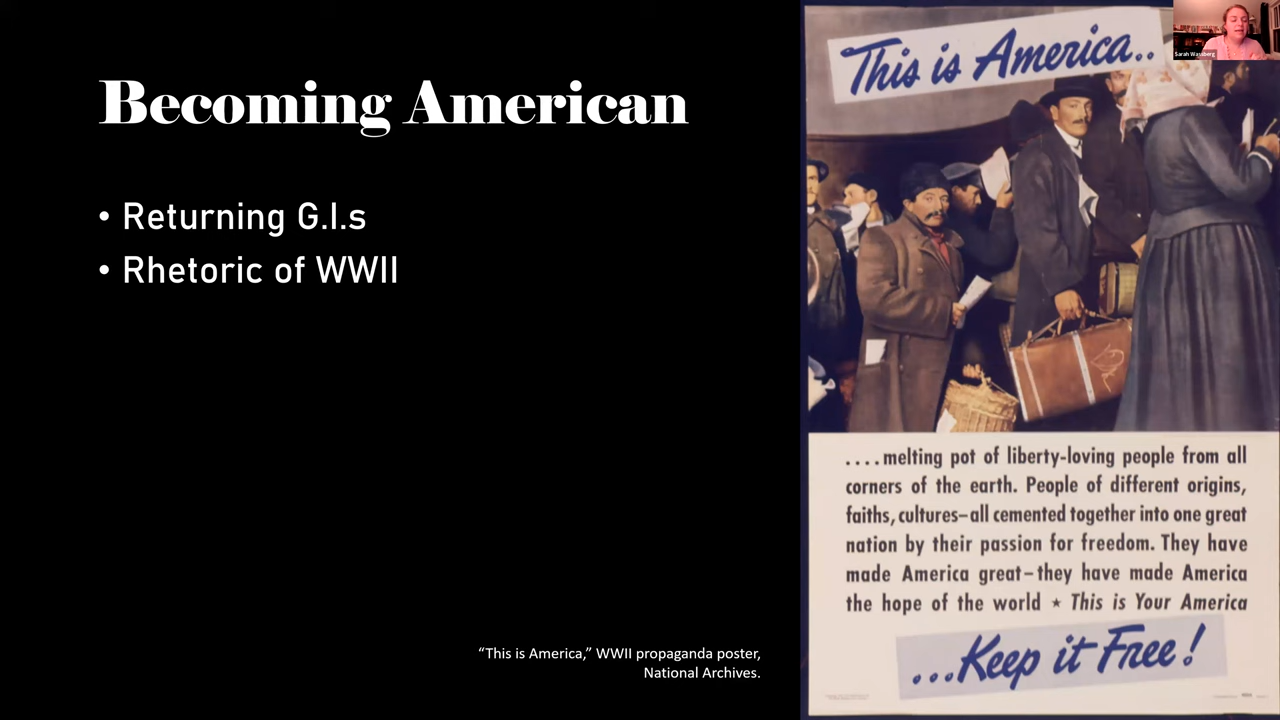 Becoming American
• Returning G.I.s
• Rhetoric of WWII
“This is America,” WWII propaganda poster,
National Archives.
This is America..
....melting pot of liberty-loving people from all
corners of the earth. People of different origins,
faiths, cultures–all cemented together into one great
nation by their passion for freedom. They have
made America great–they have made America
the hope of the world ★ This is Your America
...Keep it Free!
Sarah Wassberg